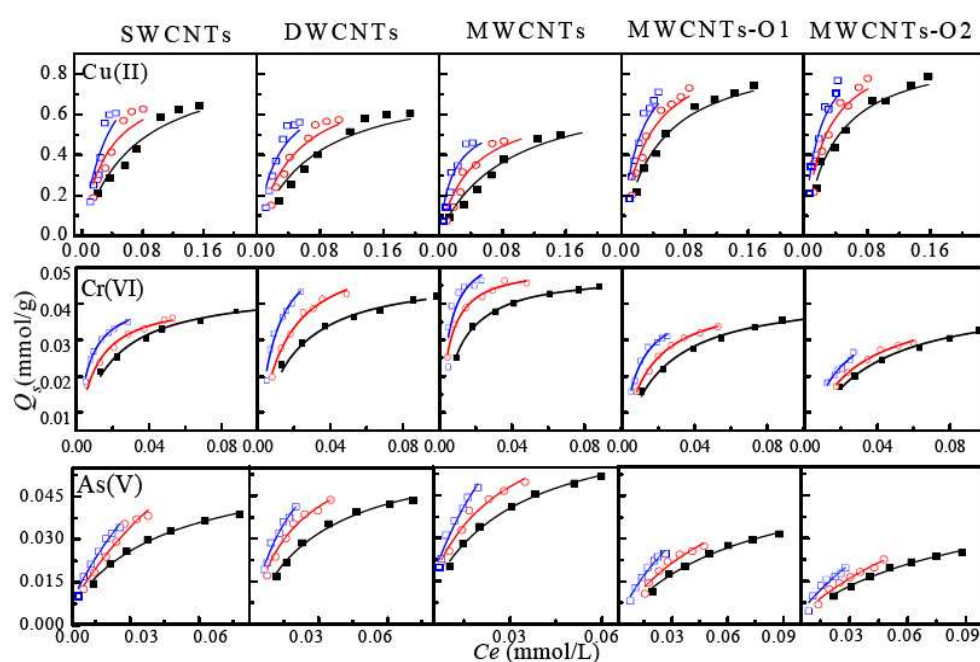 SWCNTs DWCNTs MWCNTs MWCNTs-O1 MWCNTs-O2
Cu(II)
0.8
0.6
0.4
0.2
0.0
0.00 0.08 0.16 0.00 0.08 0.16 0.00 0.08 0.16 0.00 0.08 0.16 0.00 0.08 0.16
Cr(VI)
0.05
0.04
0.03
0.02
0.01
0.00 0.04 0.08 0.00 0.04 0.08 0.00 0.04 0.08 0.00 0.04 0.08 0.00 0.04 0.08
Qs(mmol/g)
As(V)
0.045
0.030
0.015
0.000
0.00 0.03 0.06 0.00 0.03 0.06 0.03 0.06 0.03 0.06 0.09 0.03 0.06 0.09
Ce (mmol/L)